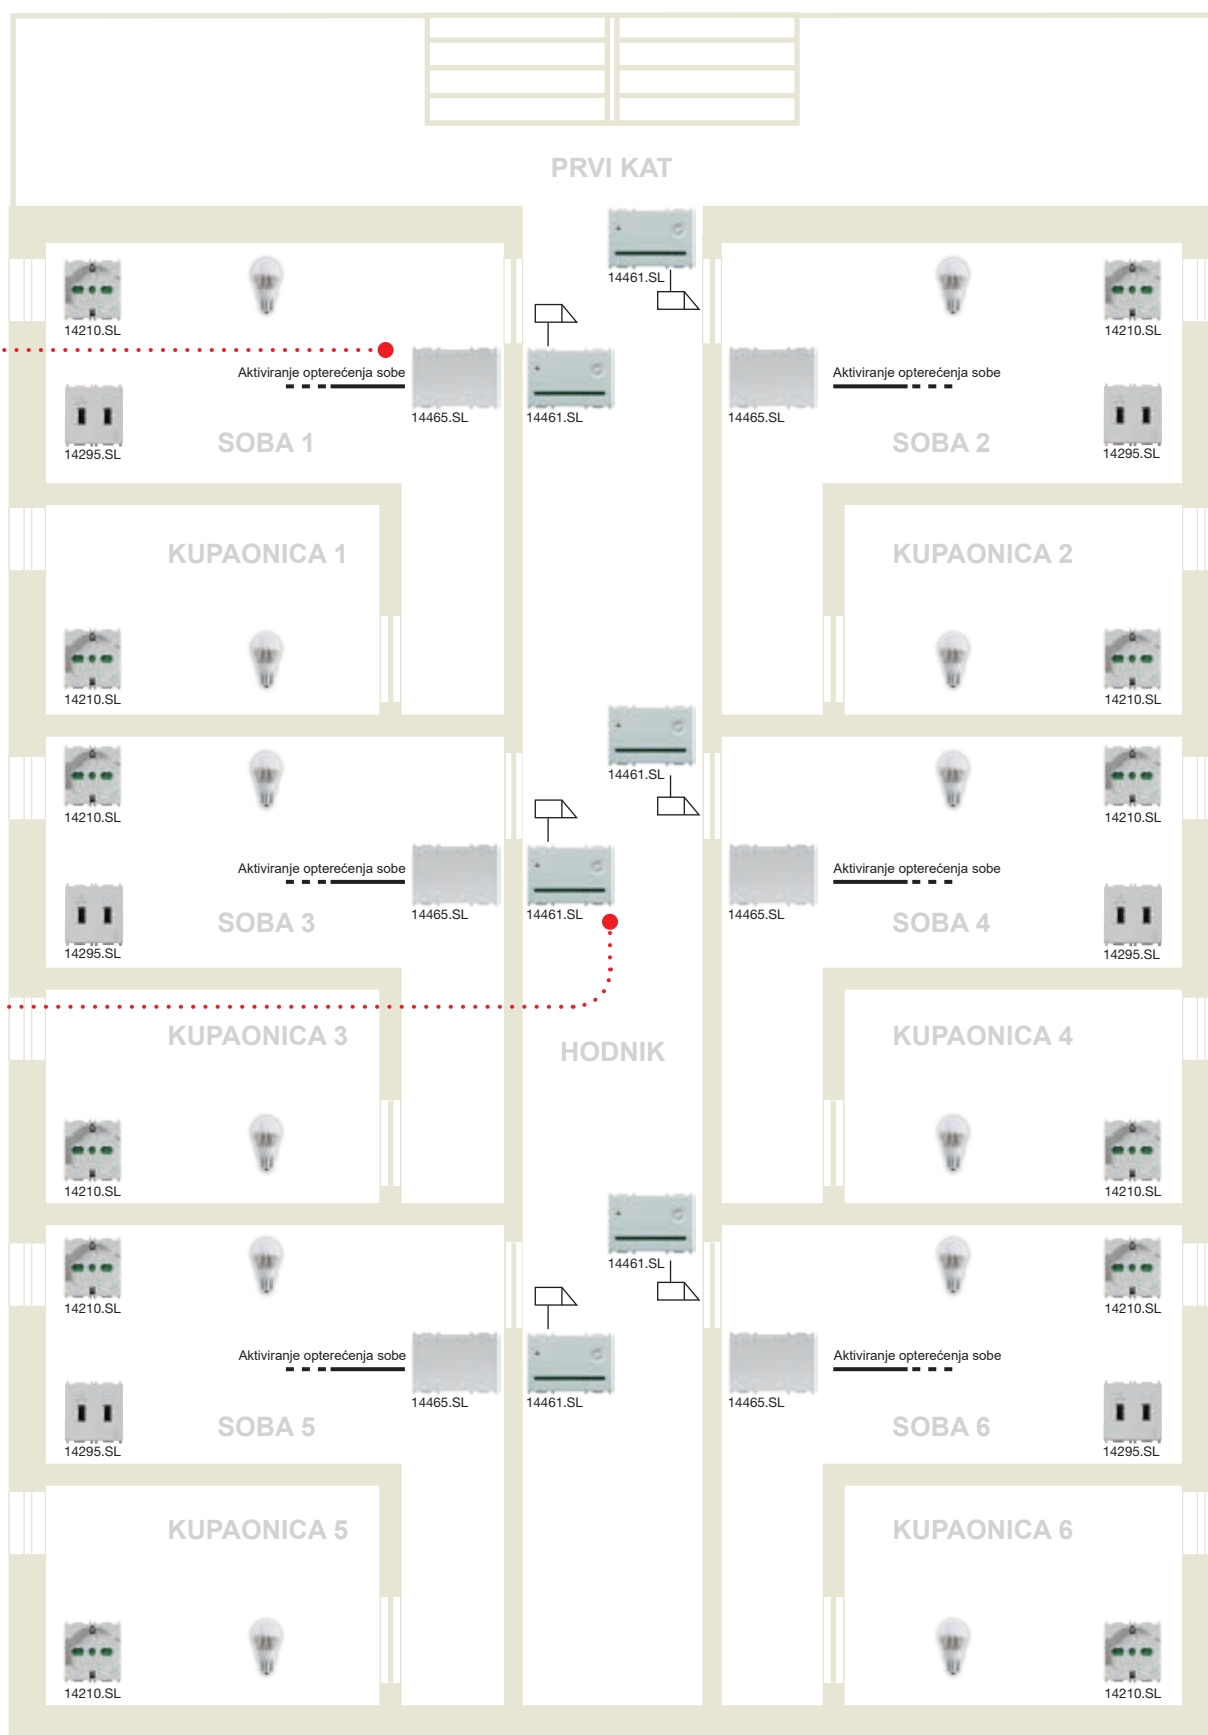 PRVI KAT
14461.SL
14210.SL
14210.SL
Aktiviranje opterećenja sobe
Aktiviranje opterećenja sobe
14465.SL
14461.SL
14465.SL
SOBA 1
SOBA 2
14295.SL
14295.SL
KUPAONICA 1
KUPAONICA 2
14210.SL
14210.SL
14461.SL
14210.SL
14210.SL
Aktiviranje opterećenja sobe
Aktiviranje opterećenja sobe
14465.SL
14461.SL
14465.SL
SOBA 3
SOBA 4
14295.SL
14295.SL
KUPAONICA 3
KUPAONICA 4
HODNIK
14210.SL
14210.SL
14461.SL
14210.SL
14210.SL
Aktiviranje opterećenja sobe
Aktiviranje opterećenja sobe
14465.SL
14461.SL
14465.SL
SOBA 5
SOBA 6
14295.SL
14295.SL
KUPAONICA 5
KUPAONICA 6
14210.SL
14210.SL